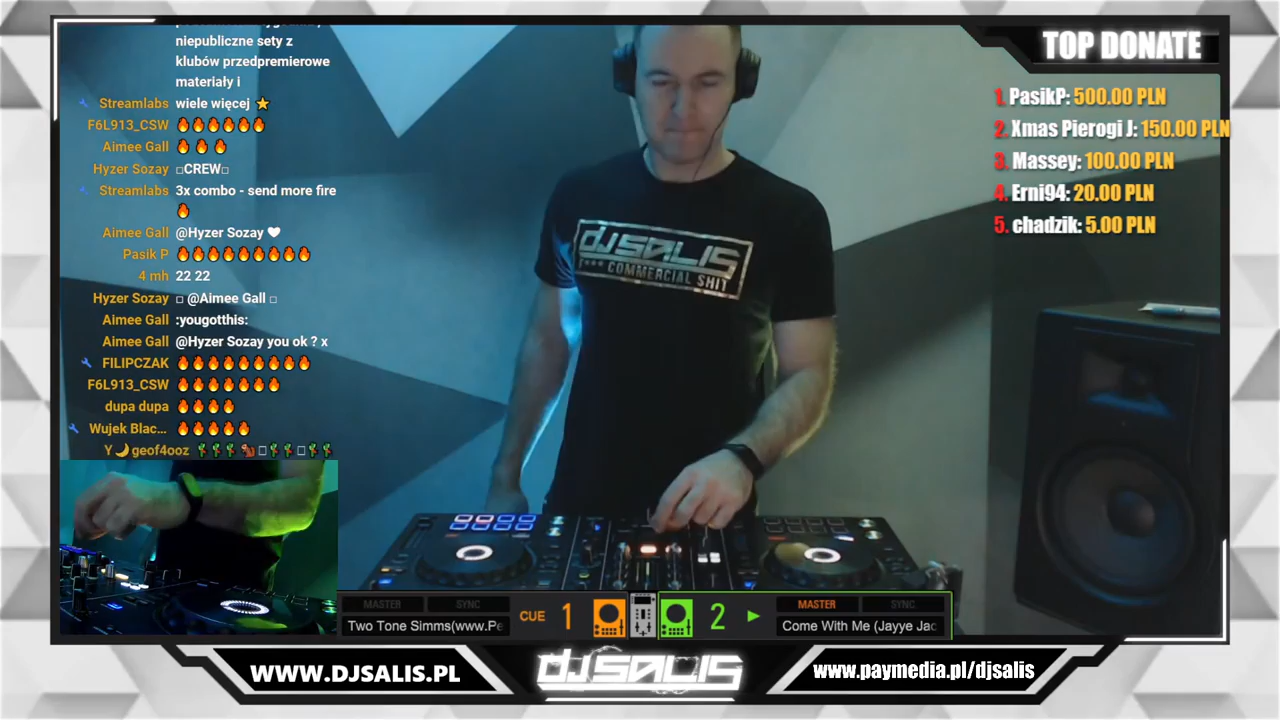 niepubliczne sety z
klubów przedpremierowe
materiały i
Streamlabs wiele więcej ⭐
F6L913_CSW 🔥🔥🔥🔥🔥🔥
Aimee Gall 🔥 🔥 🔥
Hyzer Sozay □CREW□
Streamlabs 3x combo - send more fire
🔥
Aimee Gall @Hyzer Sozay 🤍
Pasik P 🔥🔥🔥🔥🔥🔥🔥🔥🔥
4 mh 22 22
Hyzer Sozay □ @Aimee Gall □
Aimee Gall :yougotthis:
Aimee Gall @Hyzer Sozay you ok ? x
FILIPCZAK 🔥🔥🔥🔥🔥🔥🔥🔥🔥
F6L913_CSW 🔥🔥🔥🔥🔥🔥🔥
dupa dupa 🔥🔥🔥🔥
Wujek Blac... 🔥🔥🔥🔥🔥
Y🌙geof4ooz 🌵🌵🌵🐿□🌵🌵□🌵🌵
DJ SALIS
F*** COMMERCIAL SHIT
TOP DONATE
1. PasikP: 500.00 PLN
2. Xmas Pierogi J: 150.00 PLN
3. Massey: 100.00 PLN
4. Erni94: 20.00 PLN
5. chadzik: 5.00 PLN
MASTER SYNC
Two Tone Simms(www.Pe
CUE 1
2
MASTER SYNC
Come With Me (Jayye Jac
WWW.DJSALIS.PL
DJ SALIS
www.paymedia.pl/djsalis